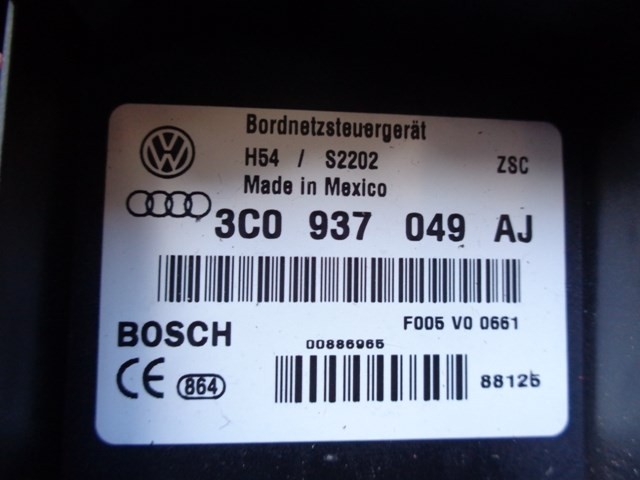 Bordnetzsteuergerät
H54 / S2202 ZSC
Made in Mexico
3C0 937 049 AJ
BOSCH F005 V0 0661
00886965
CE 864 88125